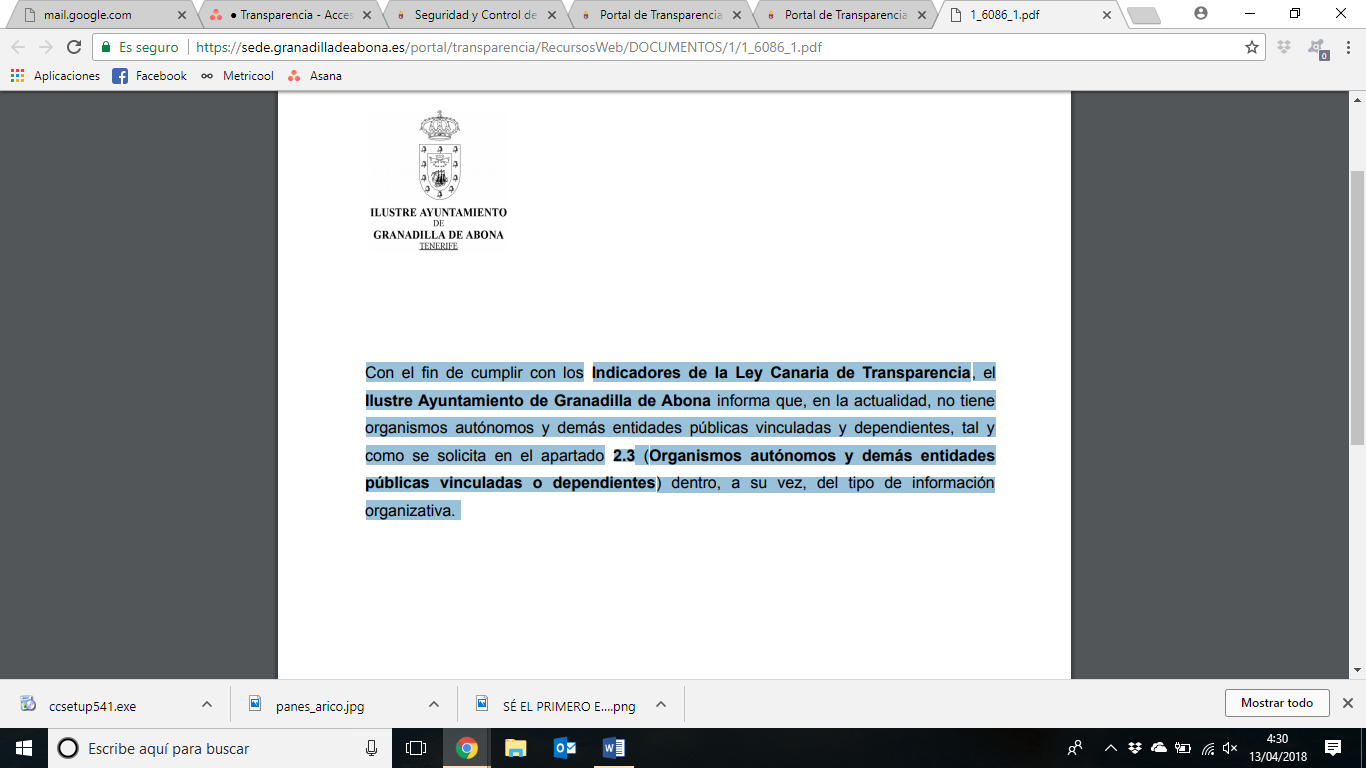 mail.google.com
● Transparencia - Acces
Seguridad y Control de
Portal de Transparencia
Portal de Transparencia
1_6086_1.pdf
Es seguro
https://sede.granadilladeabona.es/portal/transparencia/RecursosWeb/DOCUMENTOS/1/1_6086_1.pdf
0
Aplicaciones
Facebook
Metricool
Asana
ILUSTRE AYUNTAMIENTO
DE
GRANADILLA DE ABONA
TENERIFE
Con el fin de cumplir con los Indicadores de la Ley Canaria de Transparencia, el
Ilustre Ayuntamiento de Granadilla de Abona informa que, en la actualidad, no tiene
organismos autónomos y demás entidades públicas vinculadas y dependientes, tal y
como se solicita en el apartado 2.3 (Organismos autónomos y demás entidades
públicas vinculadas o dependientes) dentro, a su vez, del tipo de información
organizativa.
ccsetup541.exe
panes_arico.jpg
SÉ EL PRIMERO E....png
Mostrar todo
Escribe aquí para buscar
4:30
13/04/2018